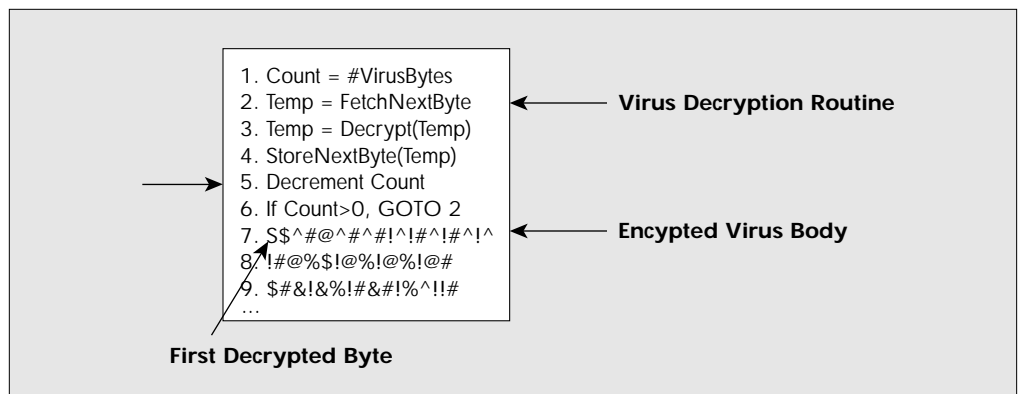 1. Count = #VirusBytes
2. Temp = FetchNextByte
3. Temp = Decrypt(Temp)
4. StoreNextByte(Temp)
5. Decrement Count
6. If Count>0, GOTO 2
7. S$^#@^#^#!^!#^!#^!^
8. !#@%$!@%!@%!@#
9. $#&!&%!#&#!%^!!#
...
Virus Decryption Routine
Encypted Virus Body
First Decrypted Byte